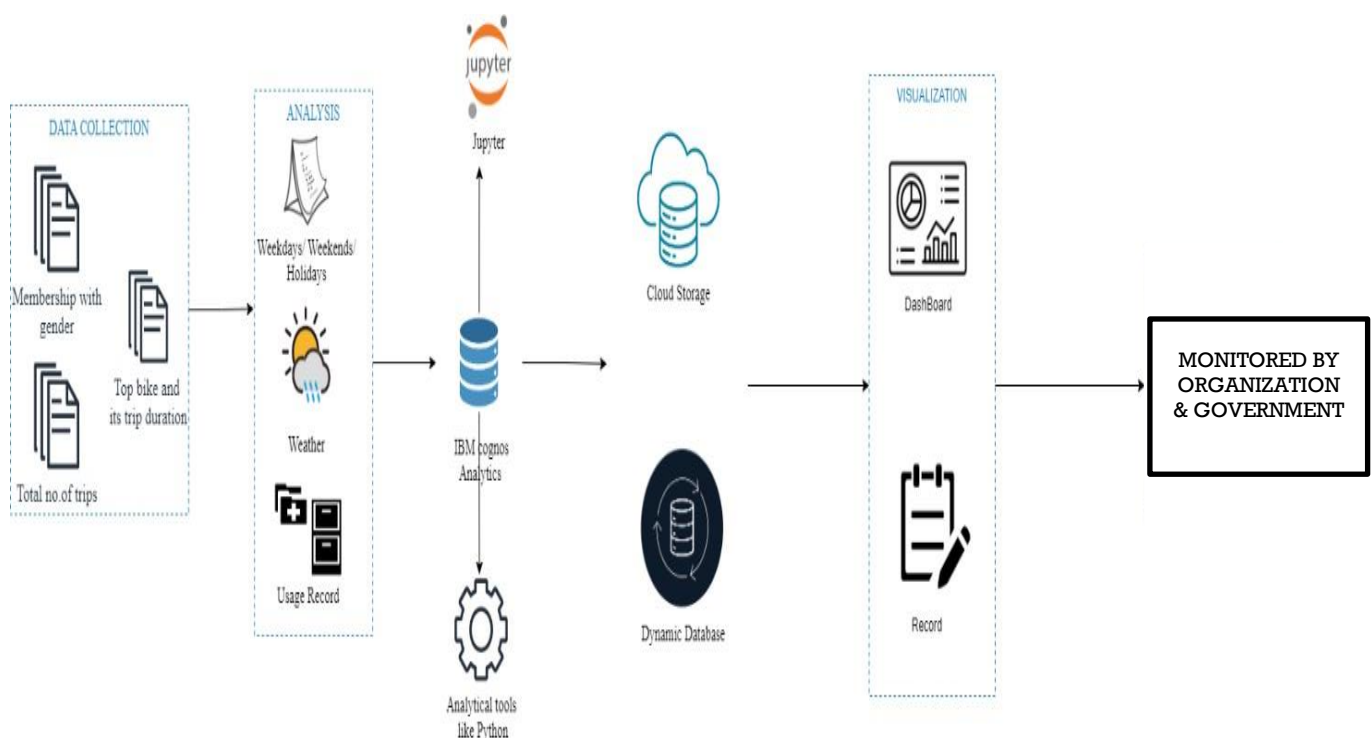 DATA COLLECTION
Membership with
gender
Top bike and
its trip duration
Total no.of trips
ANALYSIS
Weekdays/ Weekends/
Holidays
Weather
Usage Record
jupyter
Jupyter
IBM cognos
Analytics
Analytical tools
like Python
Cloud Storage
Dynamic Database
VISUALIZATION
DashBoard
Record
MONITORED BY
ORGANIZATION
& GOVERNMENT